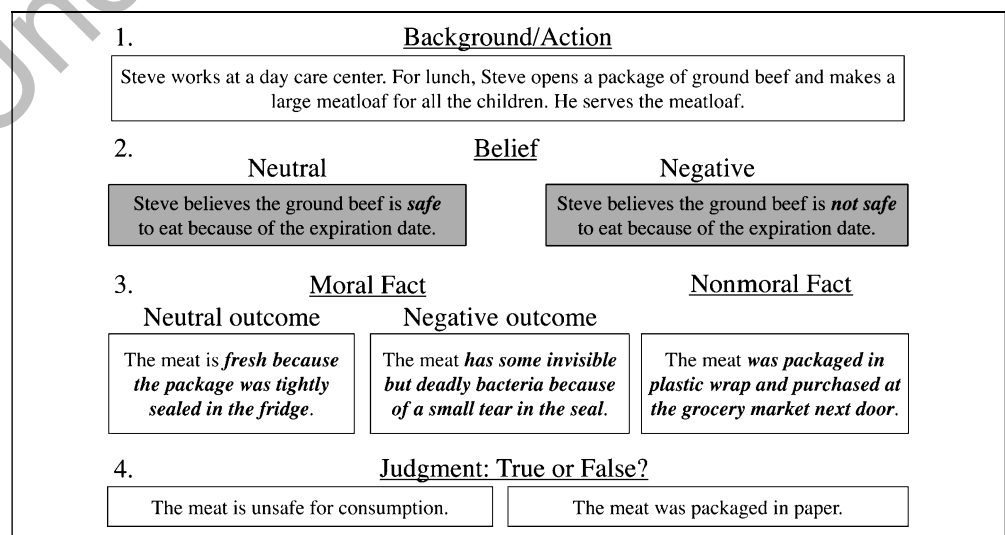 1. Background/Action
Steve works at a day care center. For lunch, Steve opens a package of ground beef and makes a
large meatloaf for all the children. He serves the meatloaf.
2. Belief
Neutral
Negative
Steve believes the ground beef is safe
to eat because of the expiration date.
Steve believes the ground beef is not safe
to eat because of the expiration date.
3. Moral Fact
Nonmoral Fact
Neutral outcome
Negative outcome
The meat is fresh because
the package was tightly
sealed in the fridge.
The meat has some invisible
but deadly bacteria because
of a small tear in the seal.
The meat was packaged in
plastic wrap and purchased at
the grocery market next door.
4. Judgment: True or False?
The meat is unsafe for consumption.
The meat was packaged in paper.